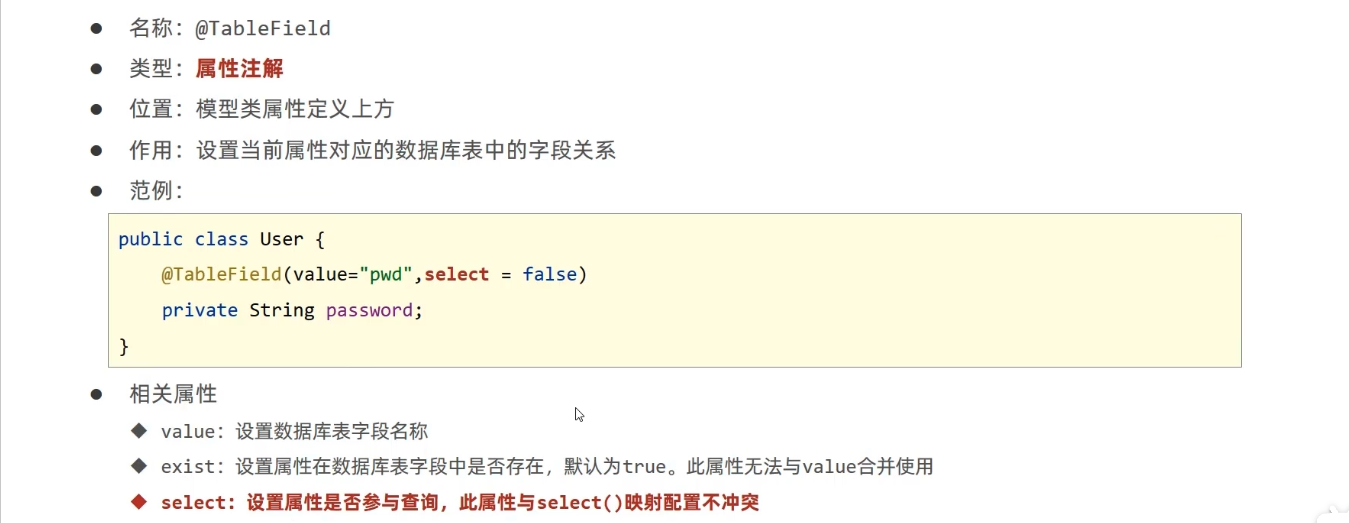 ● 名称：@TableField
● 类型：属性注解
● 位置：模型类属性定义上方
● 作用：设置当前属性对应的数据库表中的字段关系
● 范例：
public class User {
    @TableField(value="pwd",select = false)
    private String password;
}
● 相关属性
◆ value：设置数据库表字段名称
◆ exist：设置属性在数据库表字段中是否存在，默认为true。此属性无法与value合并使用
◆ select：设置属性是否参与查询，此属性与select()映射配置不冲突